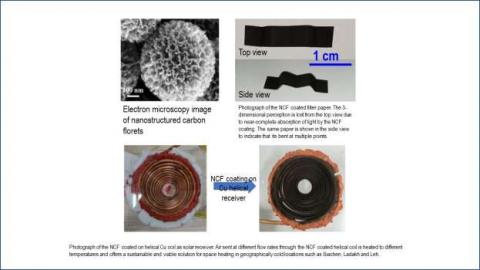 Top view
1 cm
Side view
Electron microscopy image
of nanostructured carbon
florets
Photograph of the NCF coated filter paper. The 3-
dimensional perception is lost from the top view due
to near-complete absorption of light by the NCF
coating. The same paper is shown in the side view
to indicate that its bent at multiple points.
NCF coating on
Cu helical
receiver
Photograph of the NCF coated on helical Cu coil as solar receiver. Air sent at different flow rates through the NCF coated helical coil is heated to different
temperatures and offers a sustainable and viable solution for space heating in geographically cold locations such as Siachen, Ladakh and Leh.